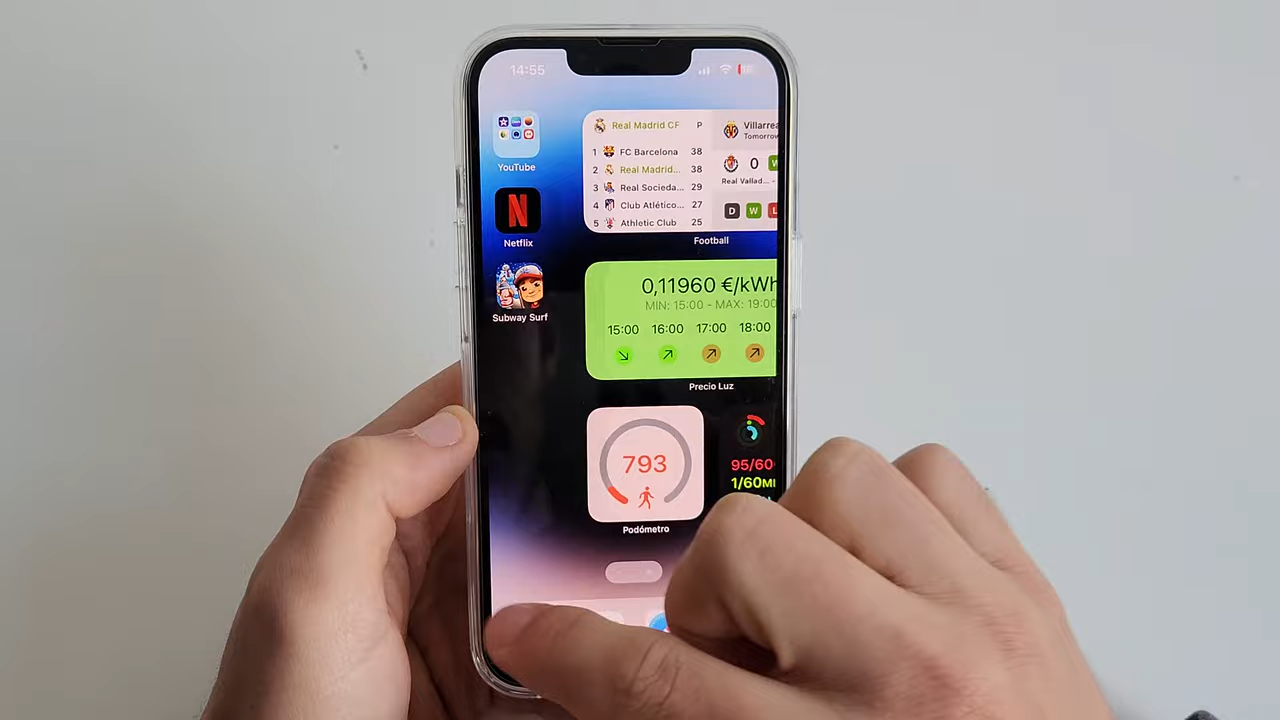 14:55
YouTube
Netflix
Subway Surf
Real Madrid CF P
1 FC Barcelona 38
2 Real Madrid... 38
3 Real Socieda... 29
4 Club Atlético... 27
5 Athletic Club 25
Villarrea
Tomorrow
0 W
Real Vallad...
D W L
Football
0,11960 €/kWh
MIN: 15:00 - MAX: 19:00
15:00 16:00 17:00 18:00
Precio Luz
793
Podómetro
95/60
1/60MI